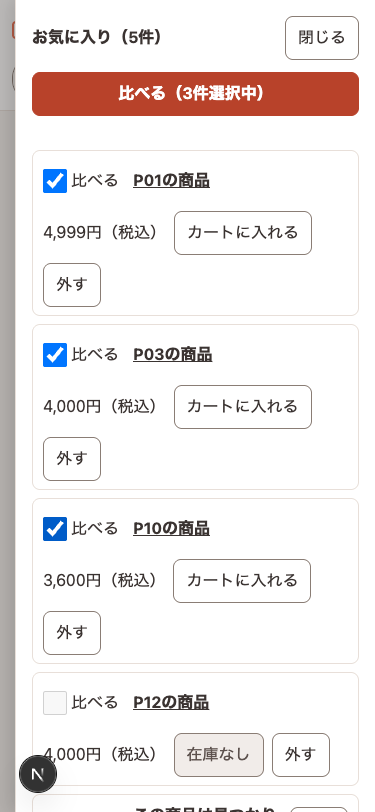 お気に入り（5件）
閉じる
比べる（3件選択中）
比べる P01の商品
4,999円（税込） カートに入れる
外す
比べる P03の商品
4,000円（税込） カートに入れる
外す
比べる P10の商品
3,600円（税込） カートに入れる
外す
比べる P12の商品
4,000円（税込） 在庫なし 外す
N